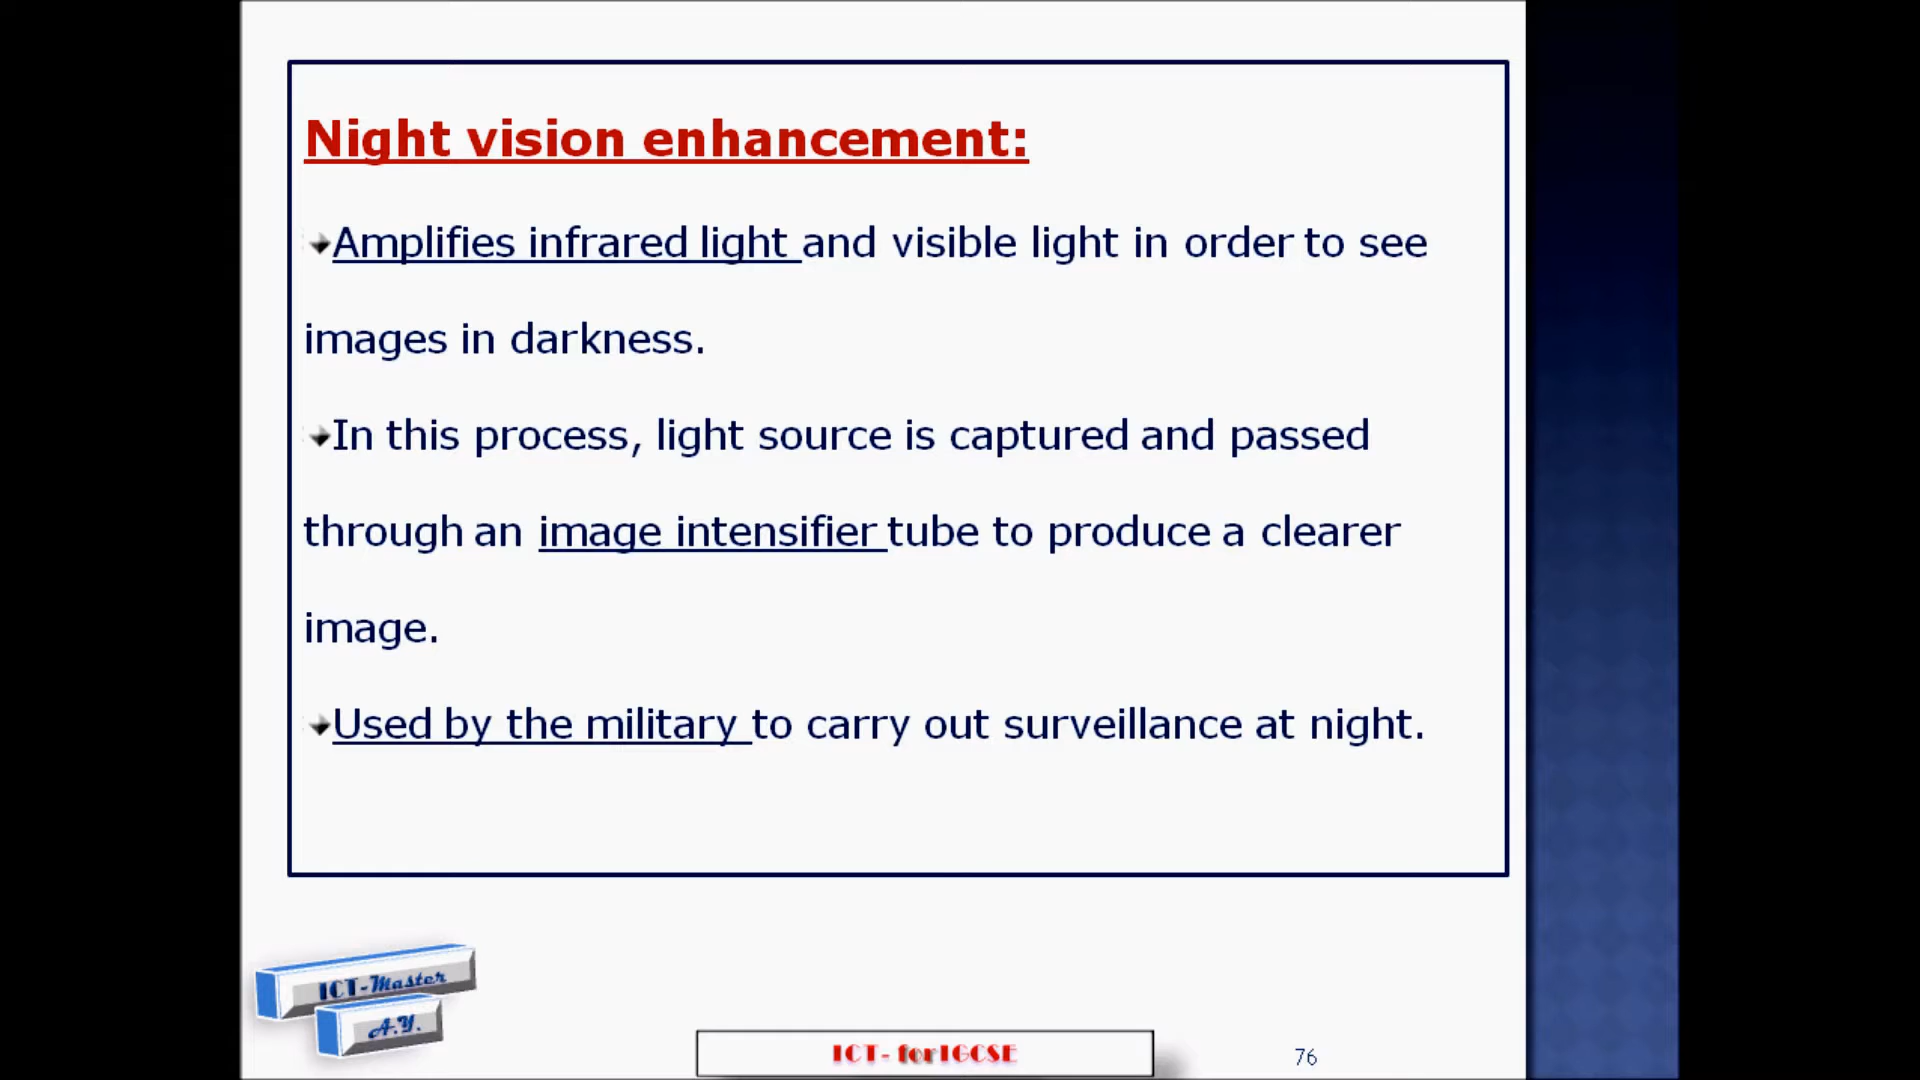 Night vision enhancement:
Amplifies infrared light and visible light in order to see
images in darkness.
In this process, light source is captured and passed
through an image intensifier tube to produce a clearer
image.
Used by the military to carry out surveillance at night.
ICT-Master
A.Y.
ICT- for IGCSE
76